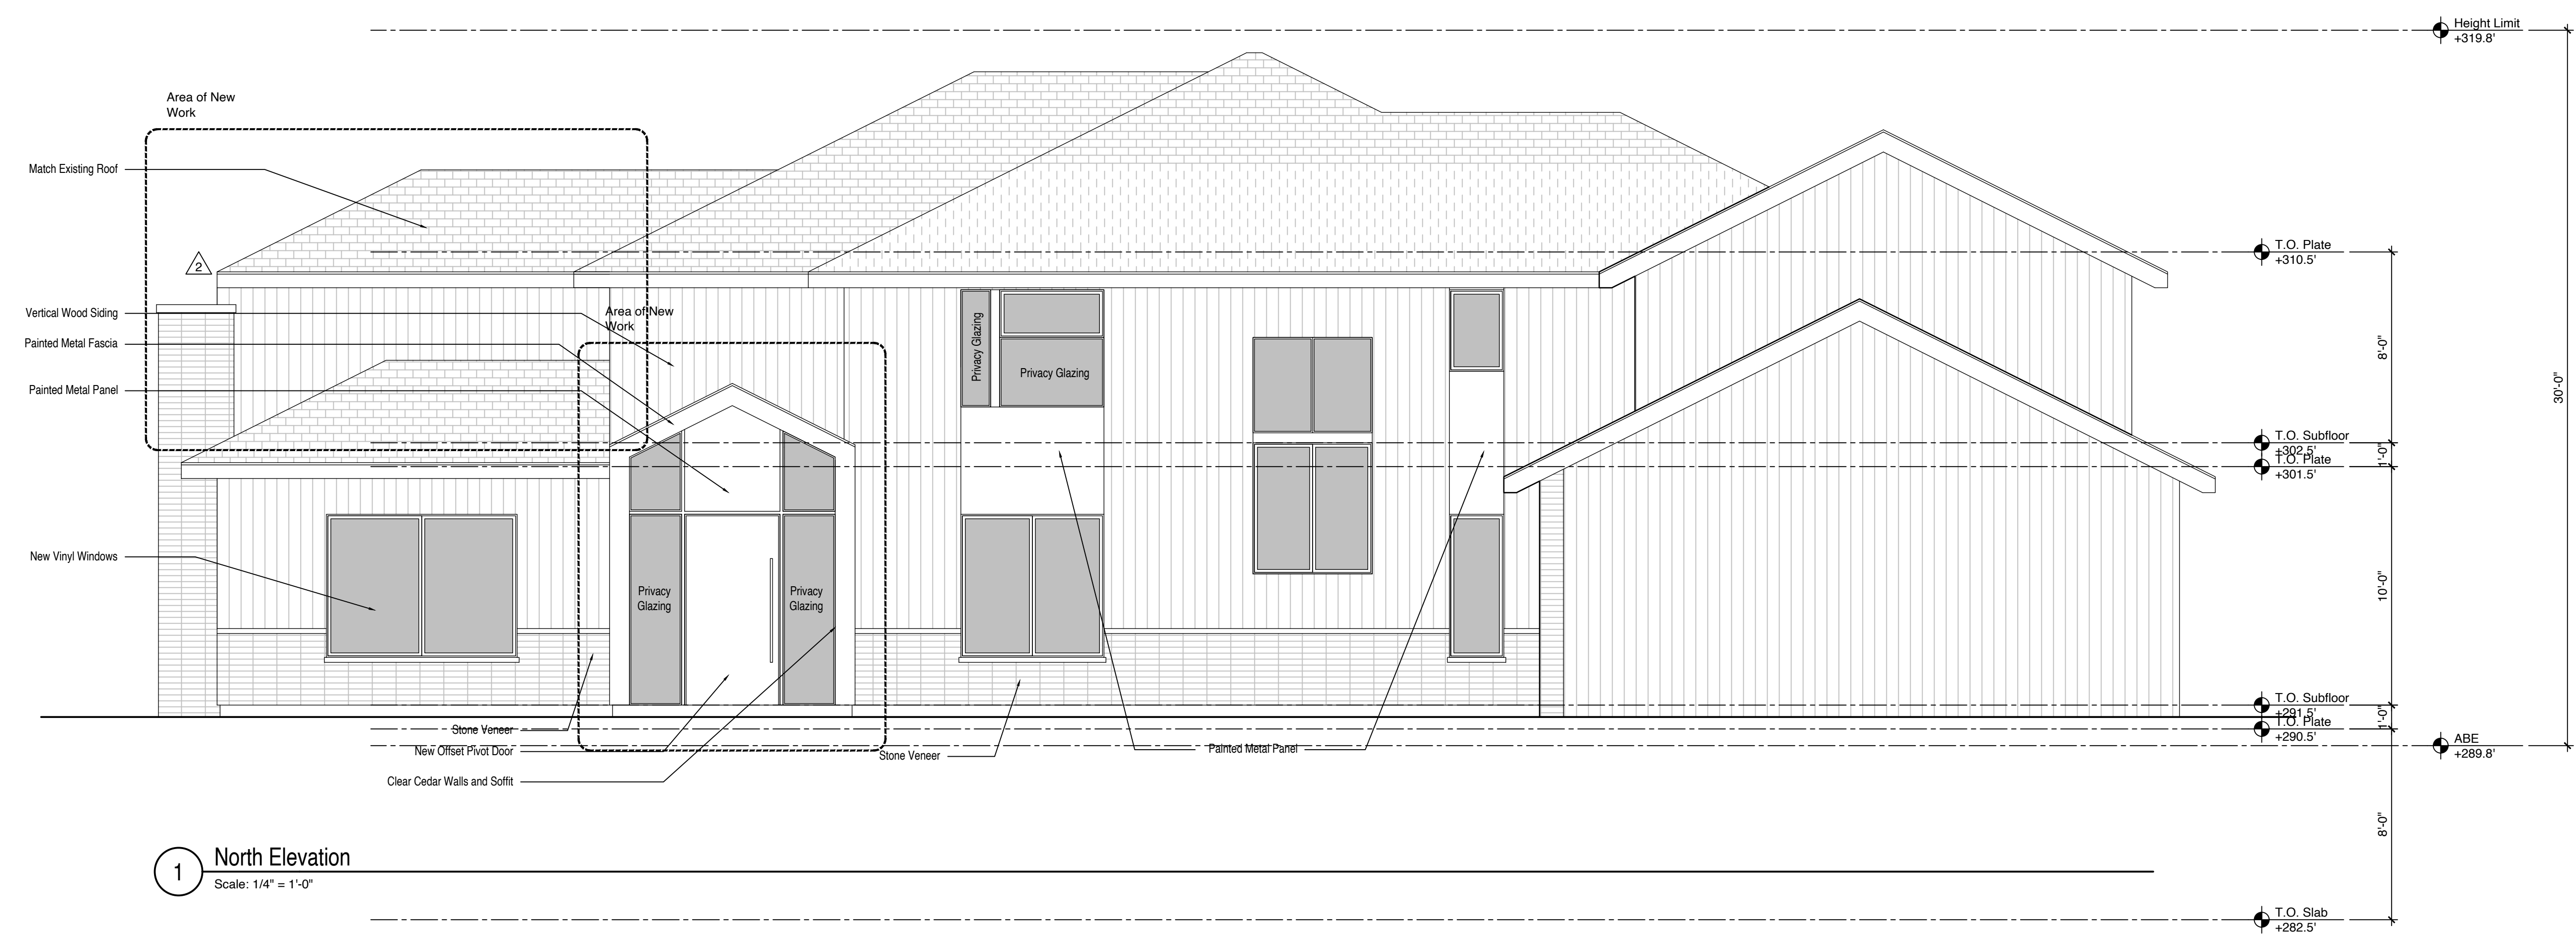 Height Limit
+319.8'
Area of New
Work
Match Existing Roof
2
T.O. Plate
+310.5'
Vertical Wood Siding
Area of New
Work
Painted Metal Fascia
Painted Metal Panel
Privacy Glazing
Privacy Glazing
8'-0"
30'-0"
T.O. Subfloor
+302.5'
1'-0"
T.O. Plate
+301.5'
New Vinyl Windows
Privacy
Glazing
Privacy
Glazing
10'-0"
T.O. Subfloor
+291.5'
1'-0"
T.O. Plate
+290.5'
ABE
+289.8'
Stone Veneer
New Offset Pivot Door
Stone Veneer
Painted Metal Panel
Clear Cedar Walls and Soffit
8'-0"
1
North Elevation
Scale: 1/4" = 1'-0"
T.O. Slab
+282.5'